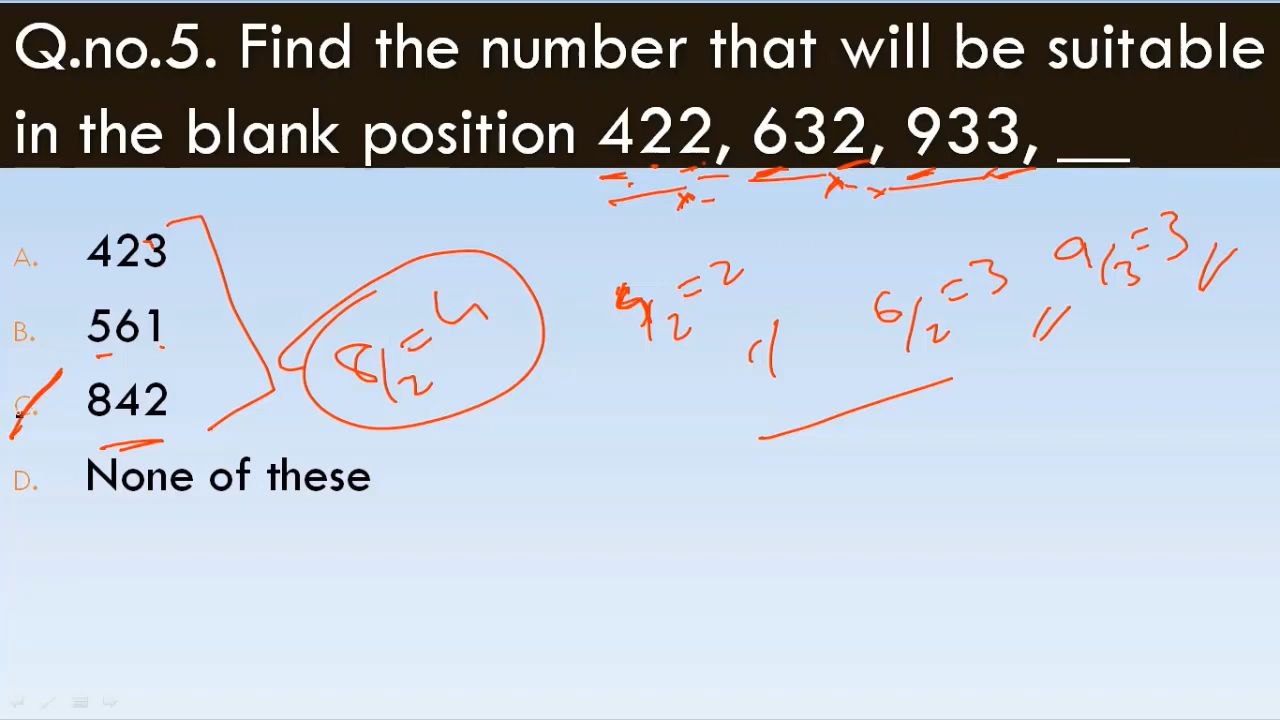 Q.no.5. Find the number that will be suitable
in the blank position 422, 632, 933, __
A. 423
B. 561
C. 842
D. None of these
8/2 = 4
4/2 = 2
6/2 = 3
9/3 = 3